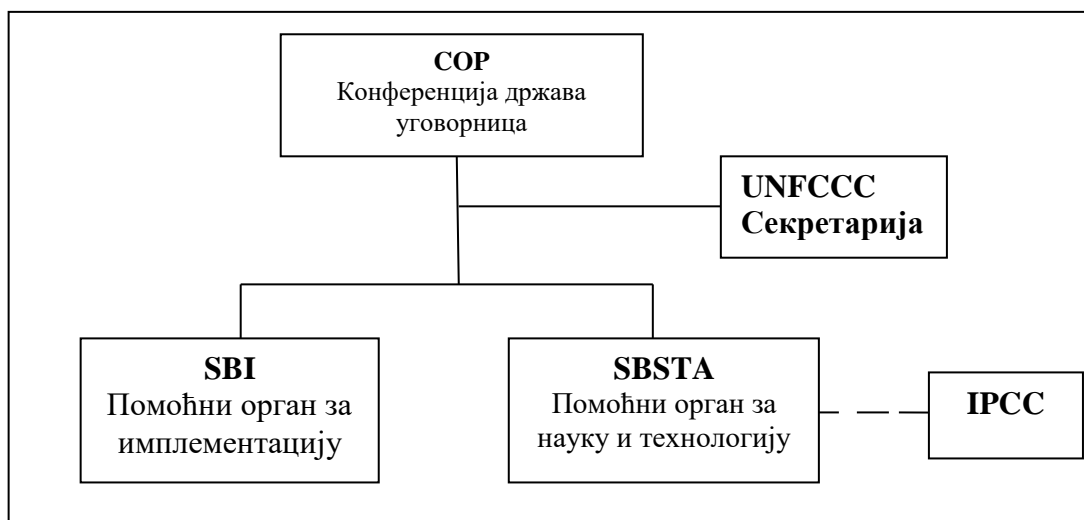 COP
Конференција држава
уговорница
UNFCCC
Секретарија
SBI
Помоћни орган за
имплементацију
SBSTA
Помоћни орган за
науку и технологију
IPCC